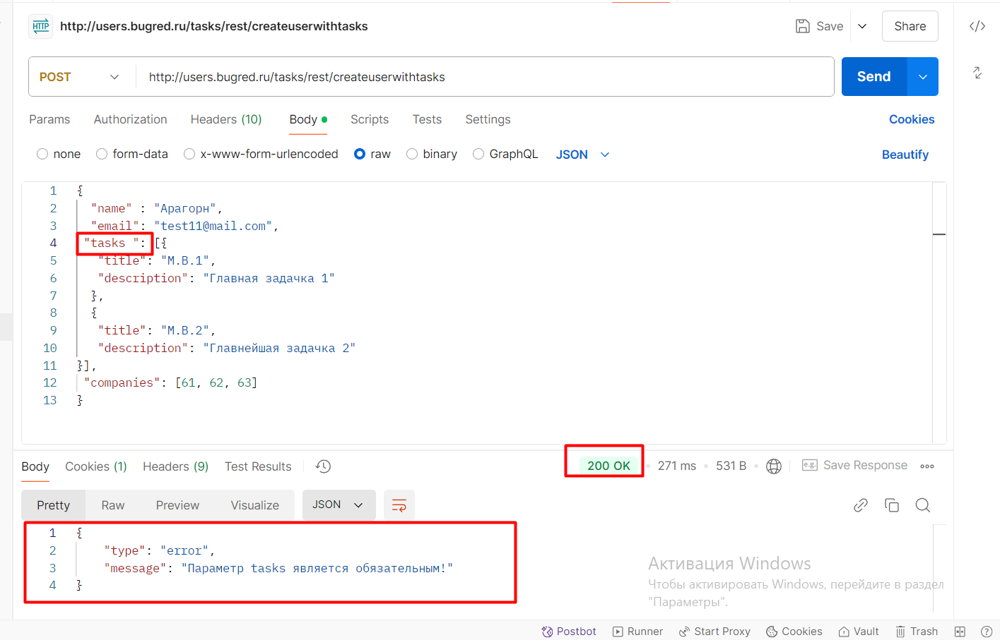 HTTP http://users.bugred.ru/tasks/rest/createuserwithtasks Save Share
POST http://users.bugred.ru/tasks/rest/createuserwithtasks Send
Params Authorization Headers (10) Body Scripts Tests Settings Cookies
none form-data x-www-form-urlencoded raw binary GraphQL JSON Beautify
1 {
2 "name" : "Арагорн",
3 "email": "test11@mail.com",
4 "tasks ": [{
5 "title": "М.В.1",
6 "description": "Главная задачка 1"
7 },
8 {
9 "title": "М.В.2",
10 "description": "Главнейшая задачка 2"
11 }],
12 "companies": [61, 62, 63]
13 }
Body Cookies (1) Headers (9) Test Results 200 OK 271 ms 531 B e.g. Save Response
Pretty Raw Preview Visualize JSON
1 {
2 "type": "error",
3 "message": "Параметр tasks является обязательным!"
4 }
Активация Windows
Чтобы активировать Windows, перейдите в раздел
"Параметры".
Postbot Runner Start Proxy Cookies Vault Trash